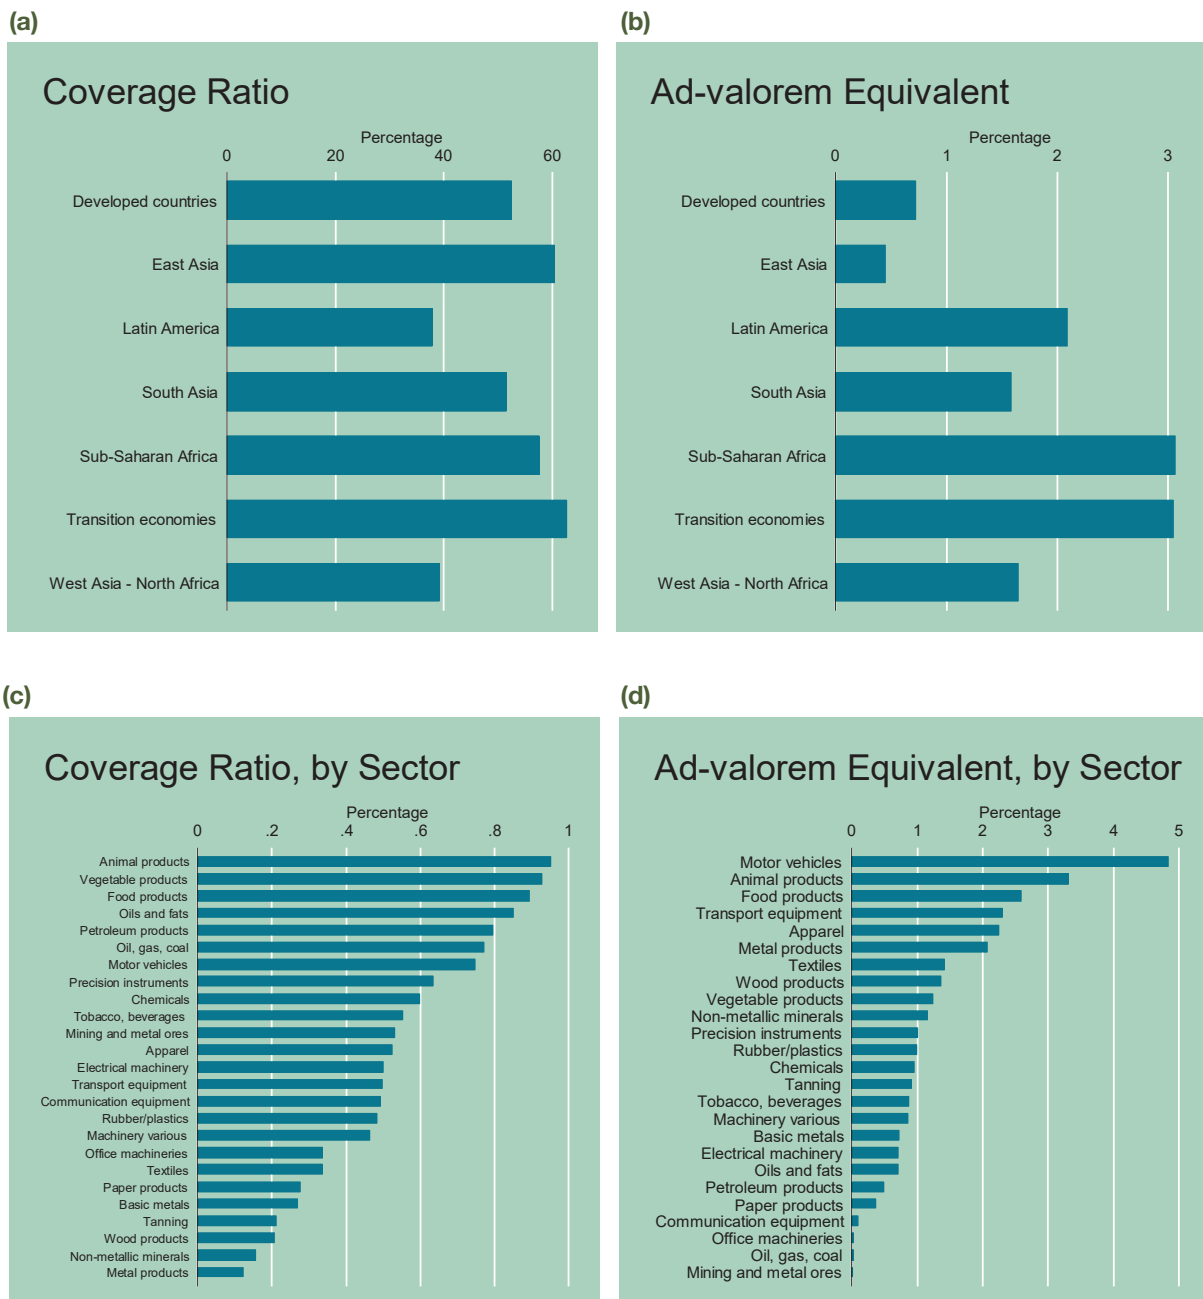 (a)
Coverage Ratio
Percentage
0 20 40 60
Developed countries
East Asia
Latin America
South Asia
Sub-Saharan Africa
Transition economies
West Asia - North Africa
(b)
Ad-valorem Equivalent
Percentage
0 1 2 3
Developed countries
East Asia
Latin America
South Asia
Sub-Saharan Africa
Transition economies
West Asia - North Africa
(c)
Coverage Ratio, by Sector
Percentage
0 .2 .4 .6 .8 1
Animal products
Vegetable products
Food products
Oils and fats
Petroleum products
Oil, gas, coal
Motor vehicles
Precision instruments
Chemicals
Tobacco, beverages
Mining and metal ores
Apparel
Electrical machinery
Transport equipment
Communication equipment
Rubber/plastics
Machinery various
Office machineries
Textiles
Paper products
Basic metals
Tanning
Wood products
Non-metallic minerals
Metal products
(d)
Ad-valorem Equivalent, by Sector
Percentage
0 1 2 3 4 5
Motor vehicles
Animal products
Food products
Transport equipment
Apparel
Metal products
Textiles
Wood products
Vegetable products
Non-metallic minerals
Precision instruments
Rubber/plastics
Chemicals
Tanning
Tobacco, beverages
Machinery various
Basic metals
Electrical machinery
Oils and fats
Petroleum products
Paper products
Communication equipment
Office machineries
Oil, gas, coal
Mining and metal ores